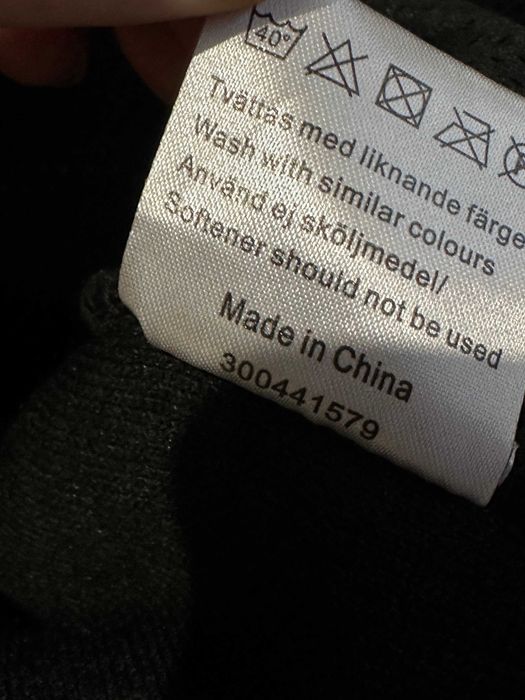 40°
Tvättas med liknande färge
Wash with similar colours
Använd ej sköljmedel/
Softener should not be used
Made in China
300441579